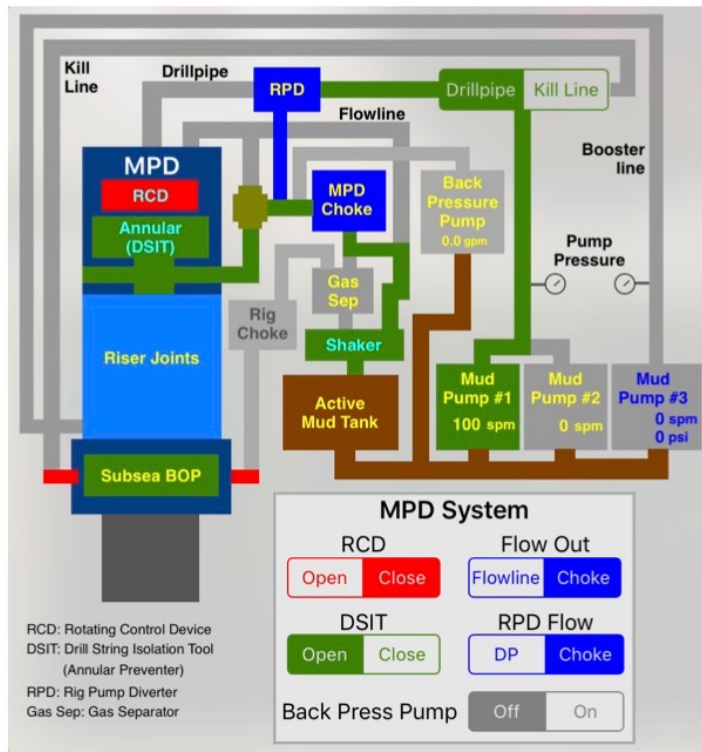 Kill
Line
Drillpipe
RPD
Drillpipe
Kill Line
Flowline
MPD
RCD
Annular
(DSIT)
MPD
Choke
Back
Pressure
Pump
0.0 gpm
Booster
line
Pump
Pressure
Gas
Sep
Rig
Choke
Riser Joints
Shaker
Active
Mud Tank
Mud
Pump #1
100 spm
Mud
Pump #2
0 spm
Mud
Pump #3
0 spm
0 psi
Subsea BOP
MPD System
RCD
Open Close
Flow Out
Flowline Choke
DSIT
Open Close
RPD Flow
DP Choke
Back Press Pump Off On
RCD: Rotating Control Device
DSIT: Drill String Isolation Tool
(Annular Preventer)
RPD: Rig Pump Diverter
Gas Sep: Gas Separator